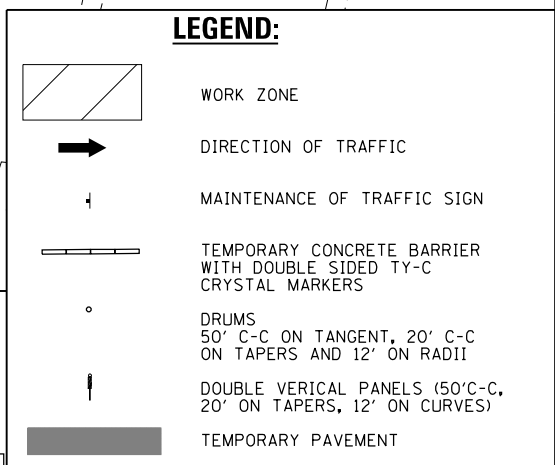 LEGEND:
WORK ZONE
DIRECTION OF TRAFFIC
MAINTENANCE OF TRAFFIC SIGN
TEMPORARY CONCRETE BARRIER
WITH DOUBLE SIDED TY-C
CRYSTAL MARKERS
DRUMS
50' C-C ON TANGENT, 20' C-C
ON TAPERS AND 12' ON RADII
DOUBLE VERICAL PANELS (50'C-C,
20' ON TAPERS, 12' ON CURVES)
TEMPORARY PAVEMENT